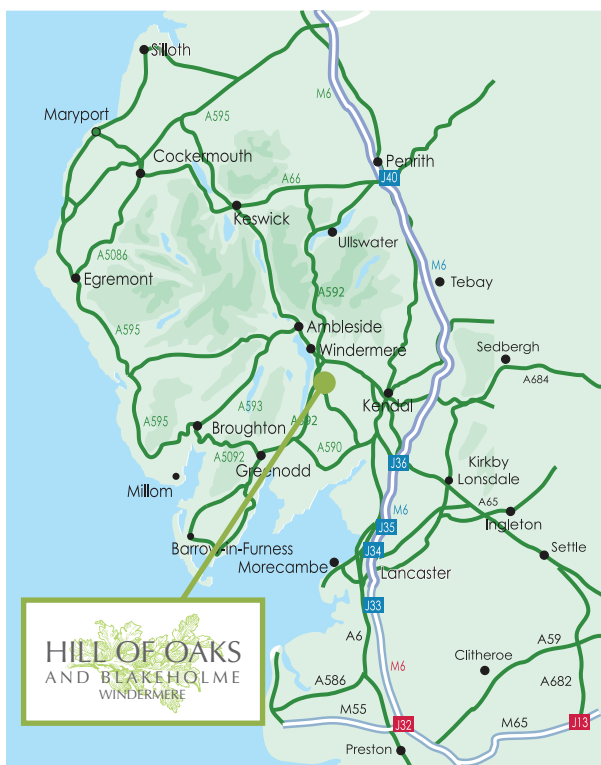 Silloth
M6
Maryport
A595
Cockermouth
Penrith
J40
A66
Keswick
Ullswater
A5086
M6
Tebay
Egremont
A592
A595
Ambleside
Windermere
Sedbergh
A684
A593
Kendal
A595
A592
Broughton
A590
A5092
Greenodd
J36
Kirkby
Lonsdale
Millom
A65
M6
J35
Ingleton
Barrow-in-Furness
J34
Settle
Morecambe
Lancaster
J33
HILL OF OAKS
AND BLAKEHOLME
WINDERMERE
A6
A59
Clitheroe
M6
A586
A682
M55
J32
M65
J13
Preston